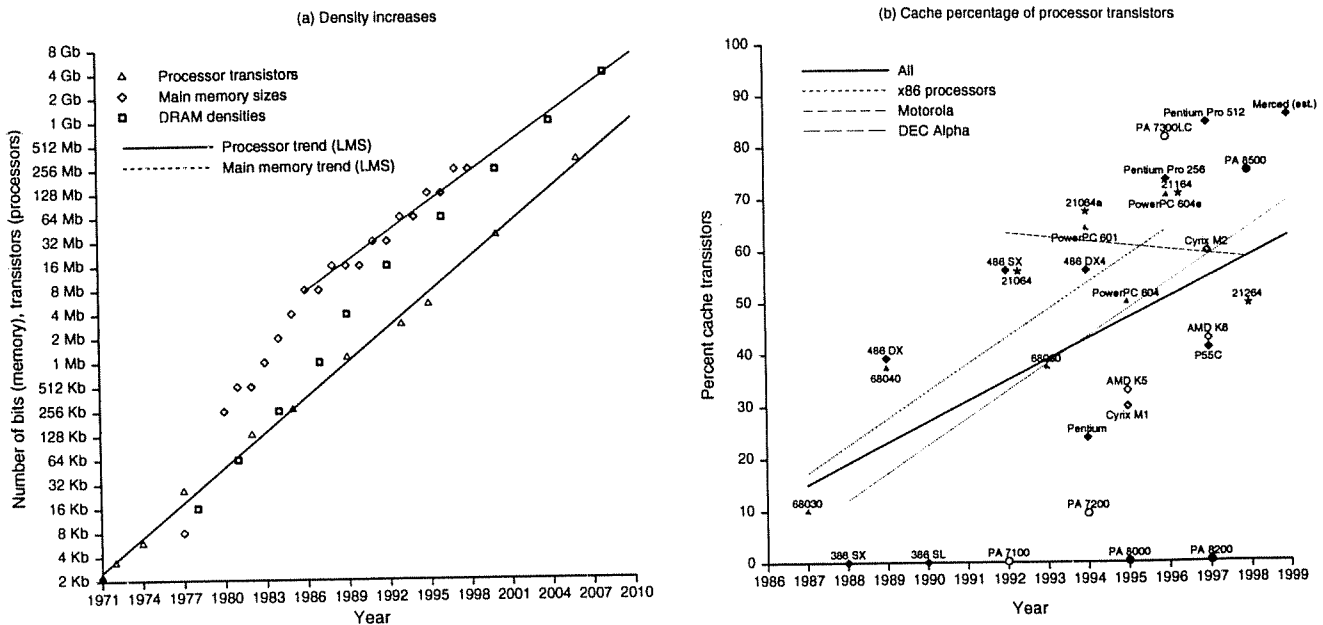 (a) Density increases
Number of bits (memory), transistors (processors)
8 Gb
4 Gb
2 Gb
1 Gb
512 Mb
256 Mb
128 Mb
64 Mb
32 Mb
16 Mb
8 Mb
4 Mb
2 Mb
1 Mb
512 Kb
256 Kb
128 Kb
64 Kb
32 Kb
16 Kb
8 Kb
4 Kb
2 Kb
Processor transistors
Main memory sizes
DRAM densities
Processor trend (LMS)
Main memory trend (LMS)
1971 1974 1977 1980 1983 1986 1989 1992 1995 1998 2001 2004 2007 2010
Year
(b) Cache percentage of processor transistors
Percent cache transistors
100
90
80
70
60
50
40
30
20
10
0
All
x86 processors
Motorola
DEC Alpha
Pentium Pro 512
Merced (est.)
PA 7300LC
Pentium Pro 256
PA 8500
21164
PowerPC 604e
21064a
PowerPC 601
Cyrix M2
486 SX
21064
486 DX4
PowerPC 604
21264
AMD K6
P55C
486 DX
68040
68060
AMD K5
Cyrix M1
Pentium
68030
PA 7200
386 SX
386 SL
PA 7100
PA 8000
PA 8200
1986 1987 1988 1989 1990 1991 1992 1993 1994 1995 1996 1997 1998 1999
Year